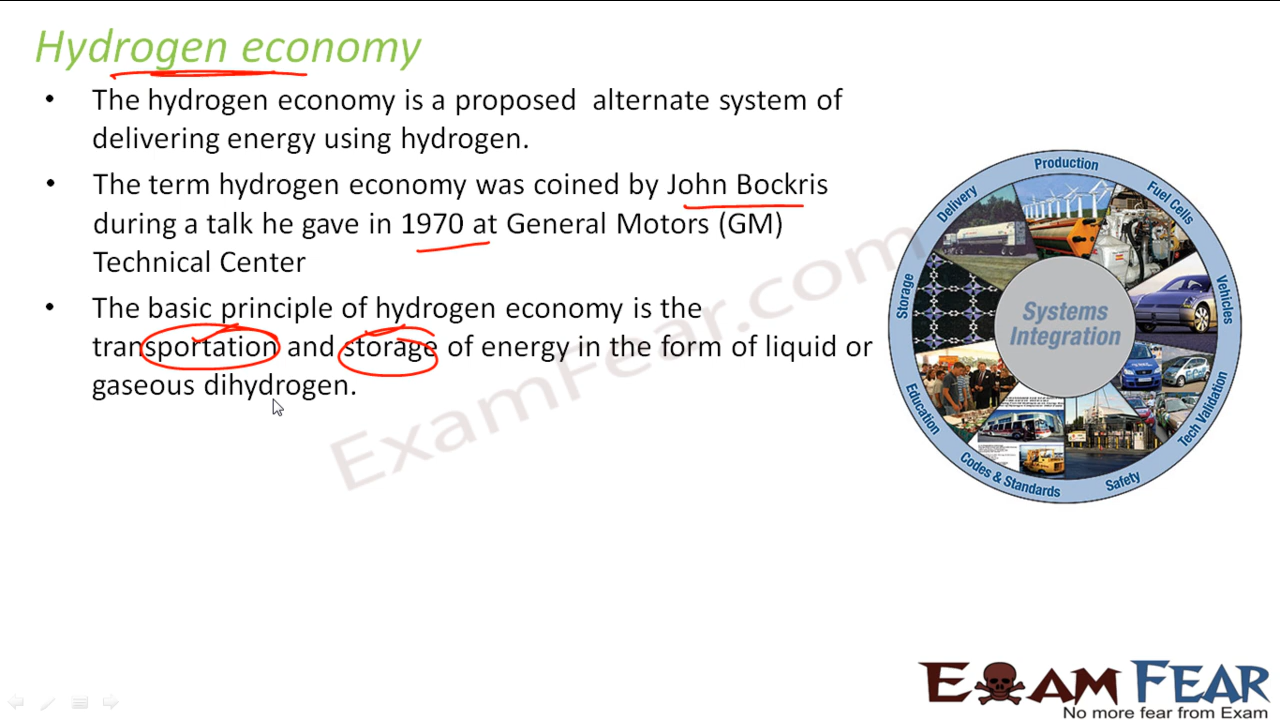 Hydrogen economy
• The hydrogen economy is a proposed alternate system of
delivering energy using hydrogen.
• The term hydrogen economy was coined by John Bockris
during a talk he gave in 1970 at General Motors (GM)
Technical Center
• The basic principle of hydrogen economy is the
transportation and storage of energy in the form of liquid or
gaseous dihydrogen.
Production
Fuel Cells
Vehicles
Tech Validation
Safety
Codes & Standards
Education
Storage
Delivery
Systems
Integration
ExamFear.com
EXAM FEAR
No more fear from Exam